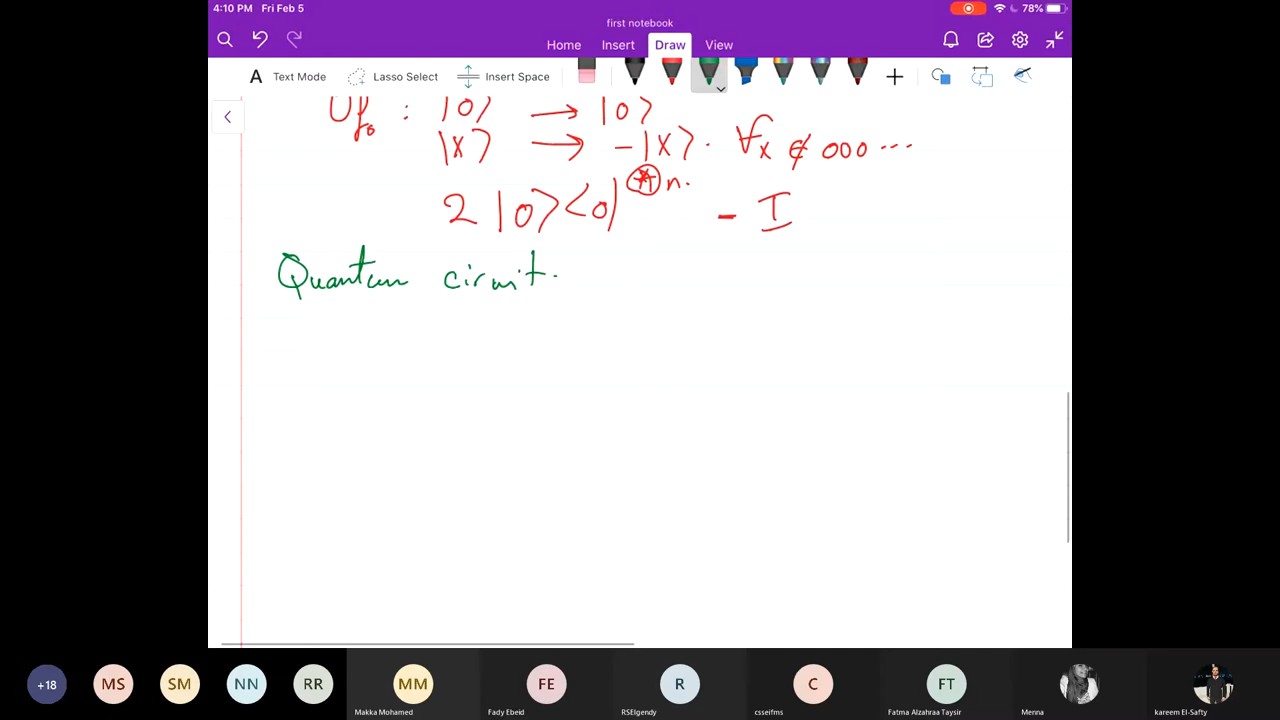 4:10 PM Fri Feb 5
78%
first notebook
Home Insert Draw View
A Text Mode Lasso Select Insert Space
Uf₀ : |0⟩ → |0⟩
|x⟩ → -|x⟩. ∀x ∉ 000 ...
2 |0⟩<0|⊗n. - I
Quantum circuit.
+18 MS SM NN RR MM FE R C FT
Makka Mohamed Fady Ebeid RSElgendy csseifms Fatma Alzahraa Taysir Menna kareem El-Safty